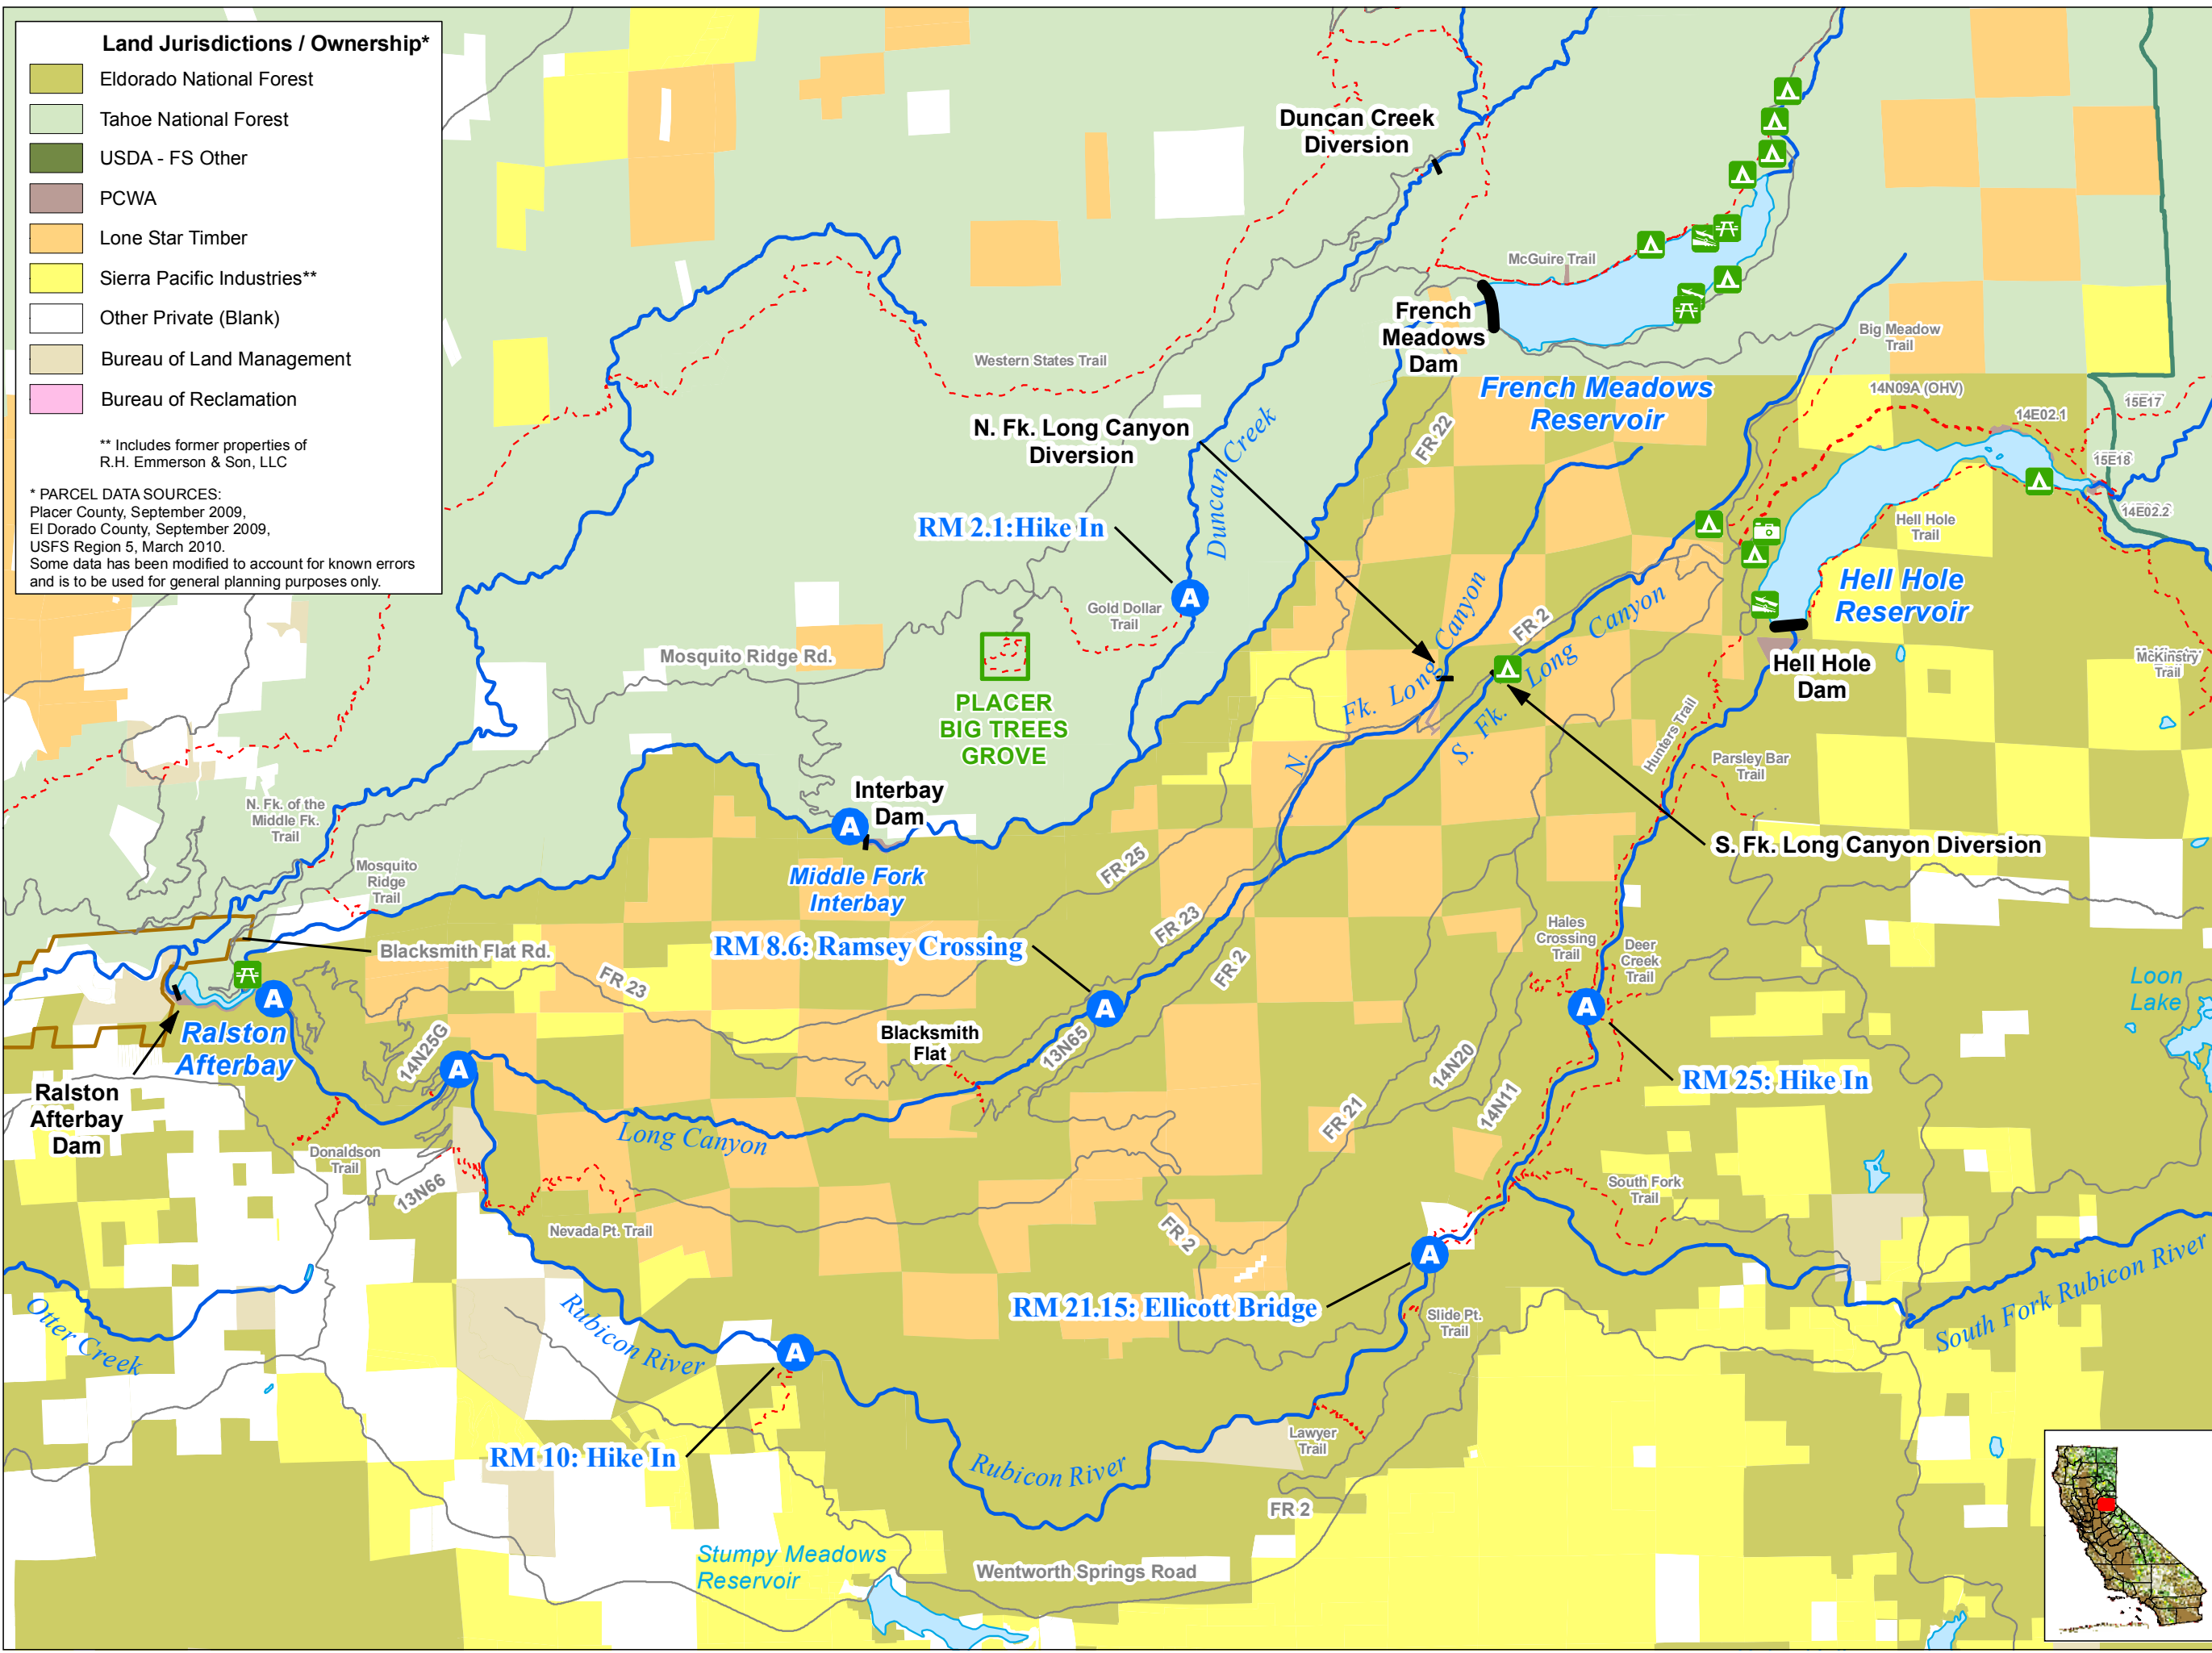 Land Jurisdictions / Ownership*
Eldorado National Forest
Tahoe National Forest
USDA - FS Other
PCWA
Lone Star Timber
Sierra Pacific Industries**
Other Private (Blank)
Bureau of Land Management
Bureau of Reclamation
** Includes former properties of
R.H. Emmerson & Son, LLC
* PARCEL DATA SOURCES:
Placer County, September 2009,
El Dorado County, September 2009,
USFS Region 5, March 2010.
Some data has been modified to account for known errors
and is to be used for general planning purposes only.
Duncan Creek
Diversion
McGuire Trail
French
Meadows
Dam
French Meadows
Reservoir
Big Meadow
Trail
14N09A (OHV)
14E02.1
15E17
15E18
14E02.2
Western States Trail
N. Fk. Long Canyon
Diversion
Duncan Creek
FR 22
RM 2.1:Hike In
A
Gold Dollar
Trail
Hell Hole
Trail
Hell Hole
Reservoir
Hell Hole
Dam
McKinstry
Trail
Mosquito Ridge Rd.
PLACER
BIG TREES
GROVE
N. Fk. Long Canyon
FR 2
S. Fk. Long Canyon
Hunters Trail
Parsley Bar
Trail
S. Fk. Long Canyon Diversion
N. Fk. of the
Middle Fk.
Trail
Interbay
Dam
A
Middle Fork
Interbay
Mosquito
Ridge
Trail
FR 25
FR 23
FR 2
Blacksmith Flat Rd.
RM 8.6: Ramsey Crossing
A
FR 23
Hales
Crossing
Trail
Deer
Creek
Trail
A
Loon
Lake
A
Ralston
Afterbay
Ralston
Afterbay
Dam
14N25G
A
Blacksmith
Flat
13N65
14N20
14N11
FR 21
RM 25: Hike In
Long Canyon
Donaldson
Trail
13N66
Nevada Pt. Trail
FR 2
South Fork
Trail
A
RM 21.15: Ellicott Bridge
Slide Pt.
Trail
South Fork Rubicon River
Otter Creek
Rubicon River
A
RM 10: Hike In
Rubicon River
Lawyer
Trail
FR 2
Stumpy Meadows
Reservoir
Wentworth Springs Road